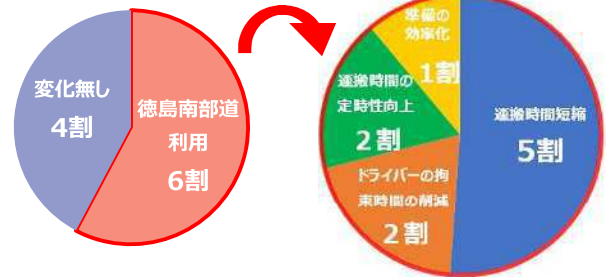 変化無し
4割
徳島南部道
利用
6割
準備の
効率化
1割
運搬時間の
定時性向上
2割
ドライバーの拘
束時間の削減
2割
運搬時間短縮
5割